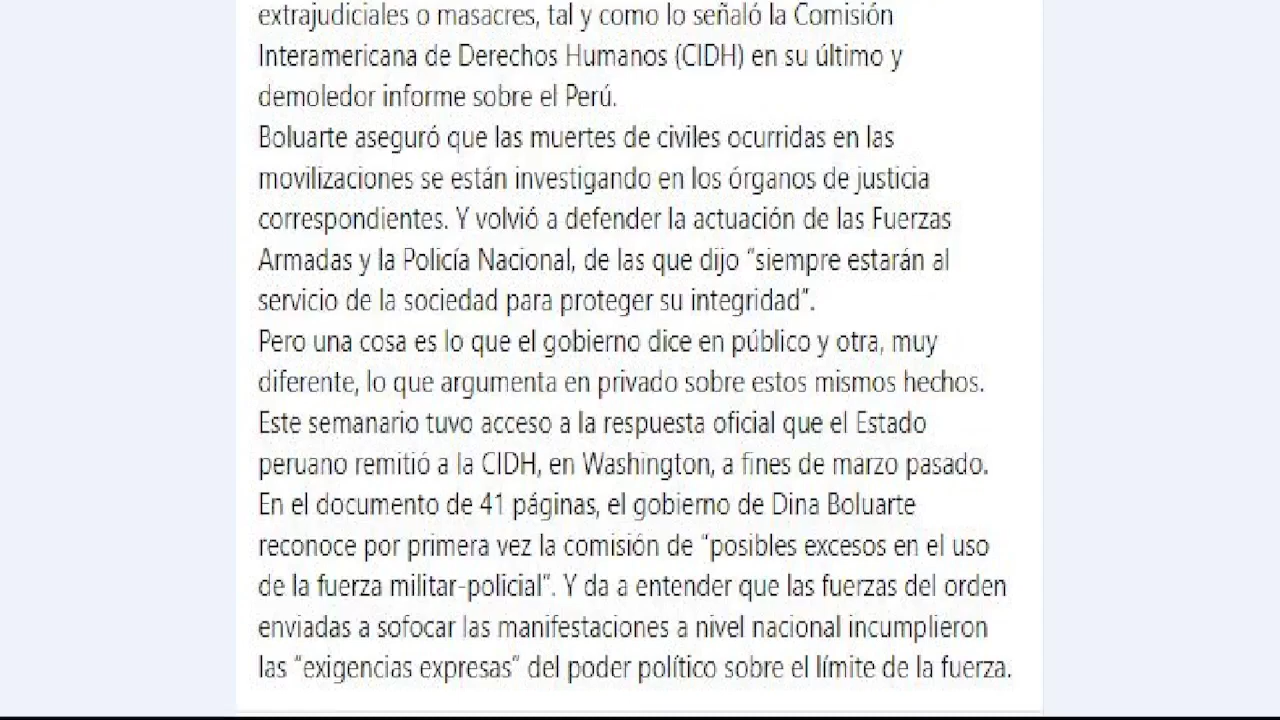 extrajudiciales o masacres, tal y como lo señaló la Comisión
Interamericana de Derechos Humanos (CIDH) en su último y
demoledor informe sobre el Perú.
Boluarte aseguró que las muertes de civiles ocurridas en las
movilizaciones se están investigando en los órganos de justicia
correspondientes. Y volvió a defender la actuación de las Fuerzas
Armadas y la Policía Nacional, de las que dijo “siempre estarán al
servicio de la sociedad para proteger su integridad”.
Pero una cosa es lo que el gobierno dice en público y otra, muy
diferente, lo que argumenta en privado sobre estos mismos hechos.
Este semanario tuvo acceso a la respuesta oficial que el Estado
peruano remitió a la CIDH, en Washington, a fines de marzo pasado.
En el documento de 41 páginas, el gobierno de Dina Boluarte
reconoce por primera vez la comisión de “posibles excesos en el uso
de la fuerza militar-policial”. Y da a entender que las fuerzas del orden
enviadas a sofocar las manifestaciones a nivel nacional incumplieron
las “exigencias expresas” del poder político sobre el límite de la fuerza.